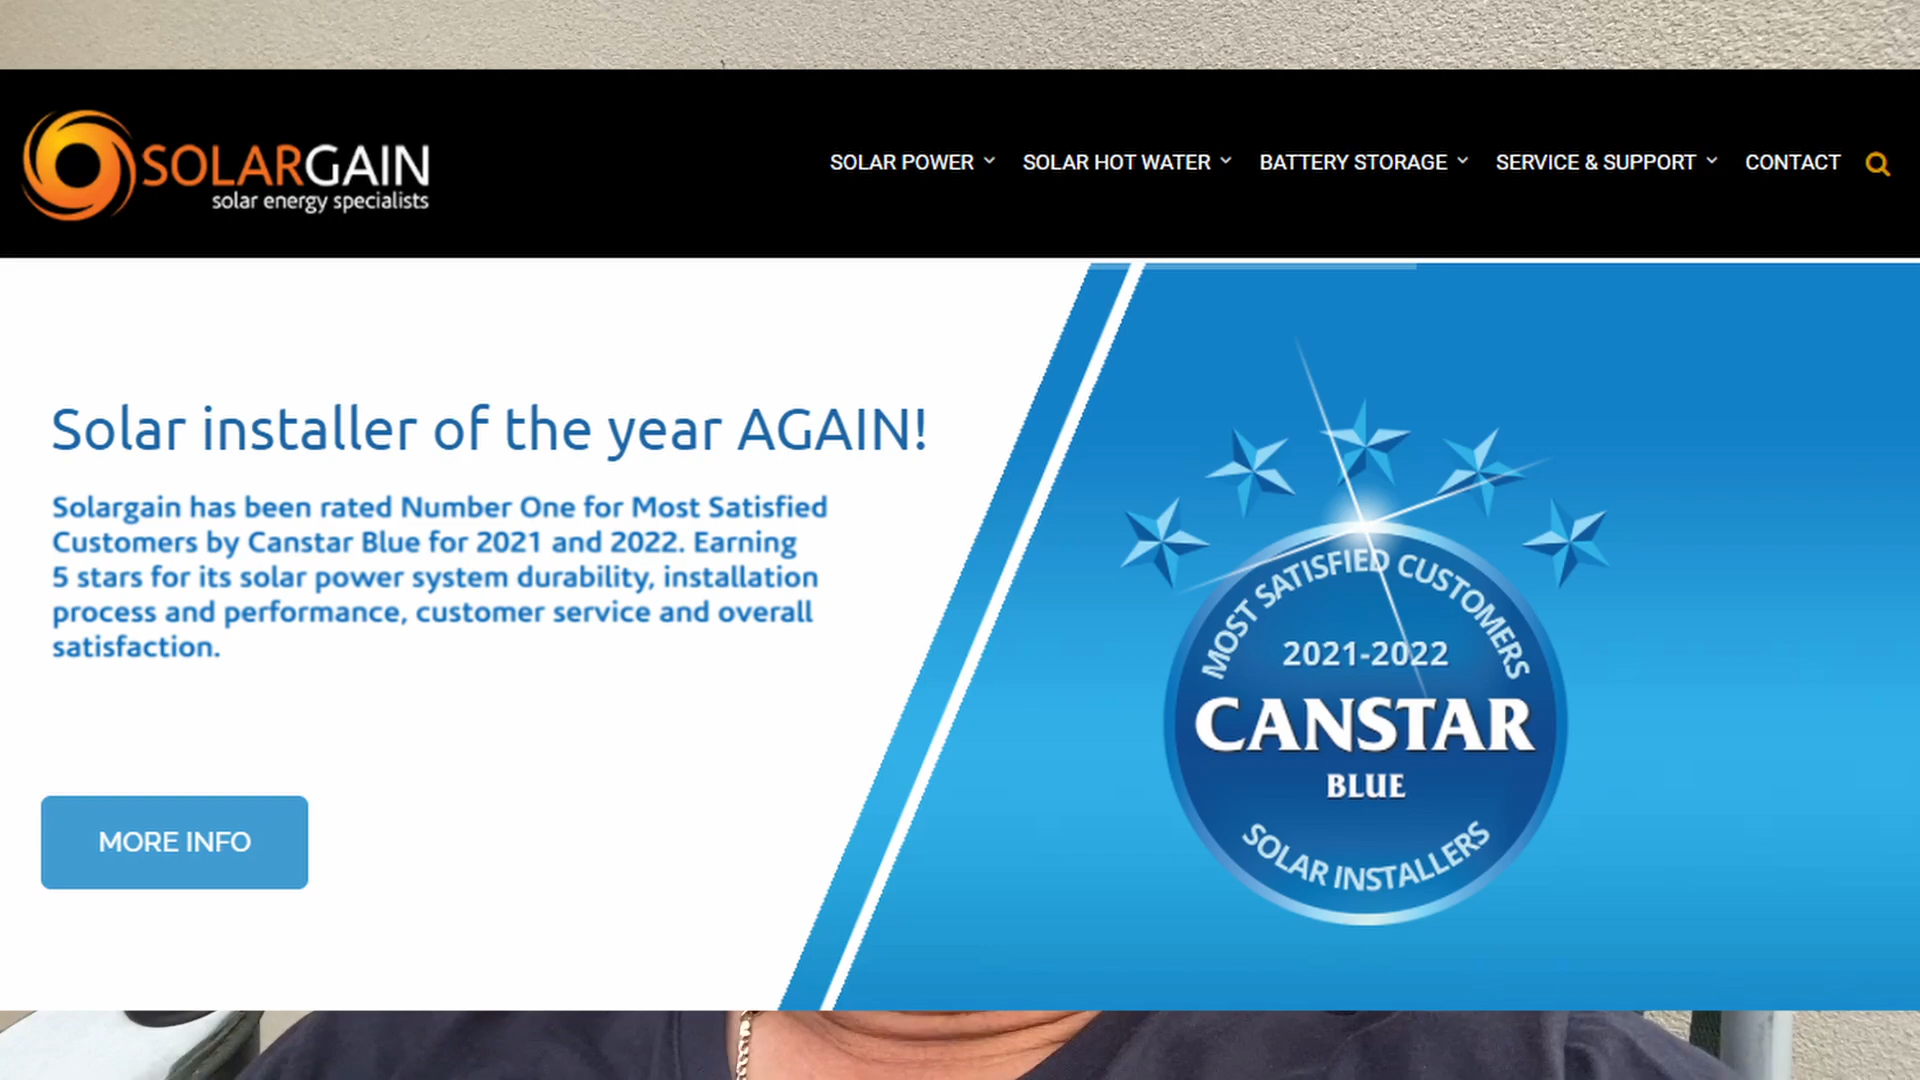 SOLARGAIN
solar energy specialists
SOLAR POWER
SOLAR HOT WATER
BATTERY STORAGE
SERVICE & SUPPORT
CONTACT
Solar installer of the year AGAIN!
Solargain has been rated Number One for Most Satisfied
Customers by Canstar Blue for 2021 and 2022. Earning
5 stars for its solar power system durability, installation
process and performance, customer service and overall
satisfaction.
MORE INFO
MOST SATISFIED CUSTOMERS
2021-2022
CANSTAR
BLUE
SOLAR INSTALLERS